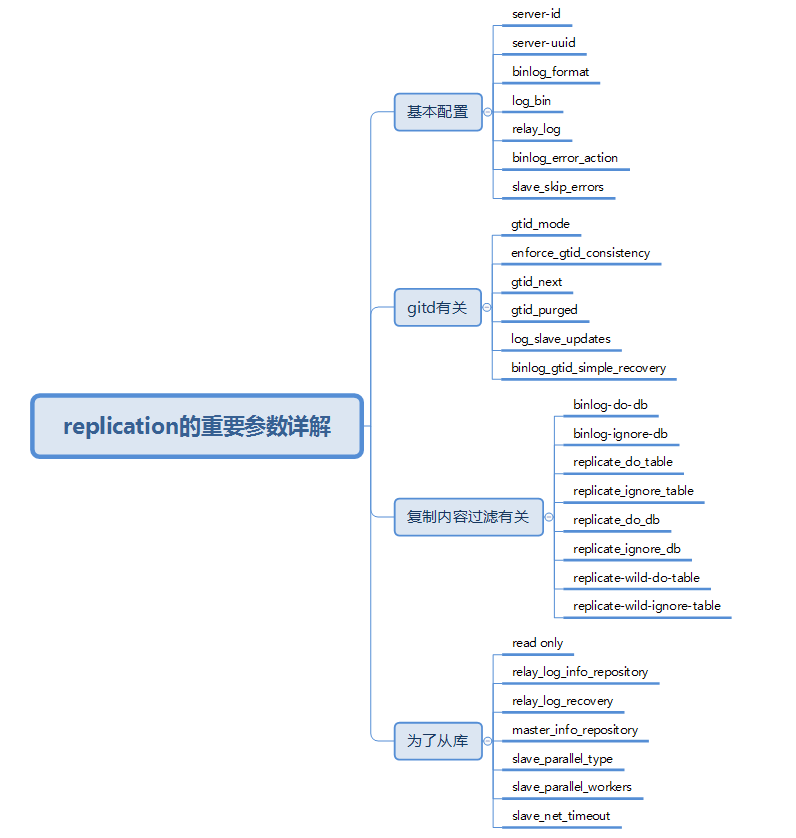 replication的重要参数详解
基本配置
server-id
server-uuid
binlog_format
log_bin
relay_log
binlog_error_action
slave_skip_errors
gitd有关
gtid_mode
enforce_gtid_consistency
gtid_next
gtid_purged
log_slave_updates
binlog_gtid_simple_recovery
复制内容过滤有关
binlog-do-db
binlog-ignore-db
replicate_do_table
replicate_ignore_table
replicate_do_db
replicate_ignore_db
replicate-wild-do-table
replicate-wild-ignore-table
为了从库
read only
relay_log_info_repository
relay_log_recovery
master_info_repository
slave_parallel_type
slave_parallel_workers
slave_net_timeout